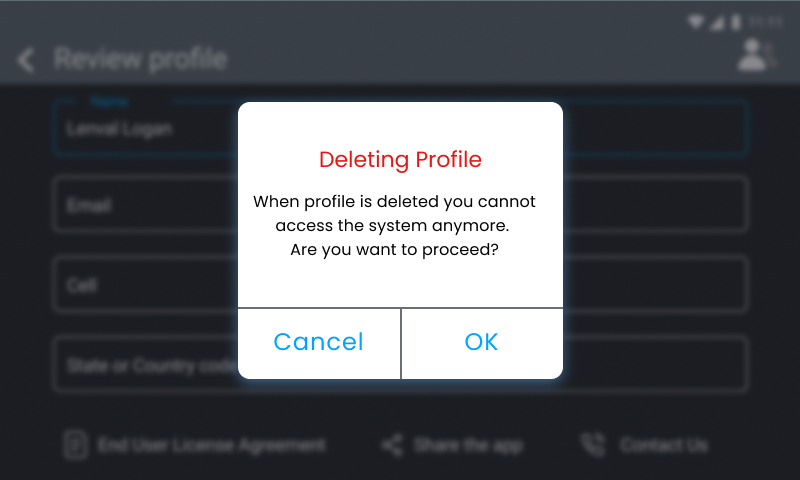 Review profile
Name
Lenval Logan
Deleting Profile
When profile is deleted you cannot
access the system anymore.
Are you want to proceed?
Email
Cell
State or Country code
Cancel
OK
End User License Agreement
Share the app
Contact Us